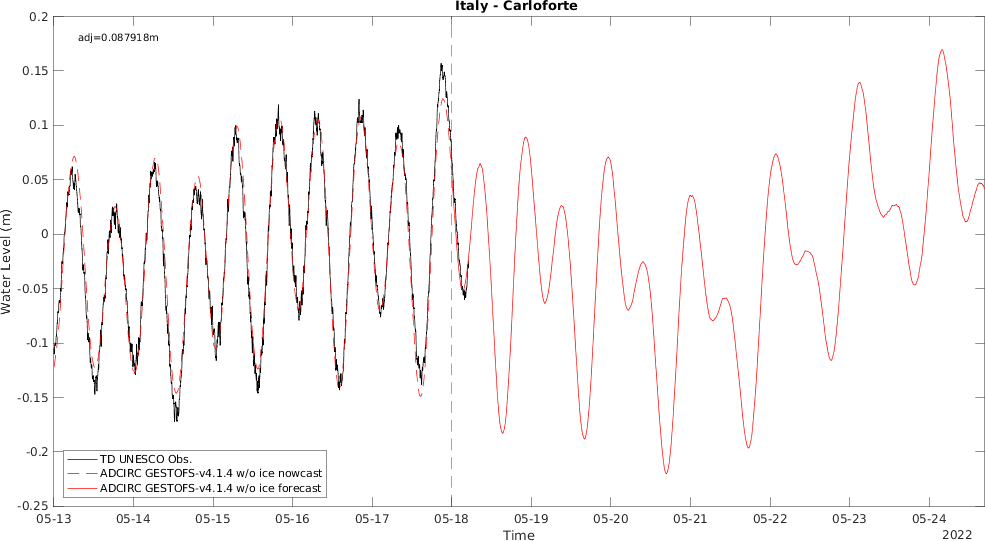 Italy - Carloforte
adj=0.087918m
Water Level (m)
0.2
0.15
0.1
0.05
0
-0.05
-0.1
-0.15
-0.2
-0.25
TD UNESCO Obs.
ADCIRC GESTOFS-v4.1.4 w/o ice nowcast
ADCIRC GESTOFS-v4.1.4 w/o ice forecast
05-13 05-14 05-15 05-16 05-17 05-18 05-19 05-20 05-21 05-22 05-23 05-24
Time
2022